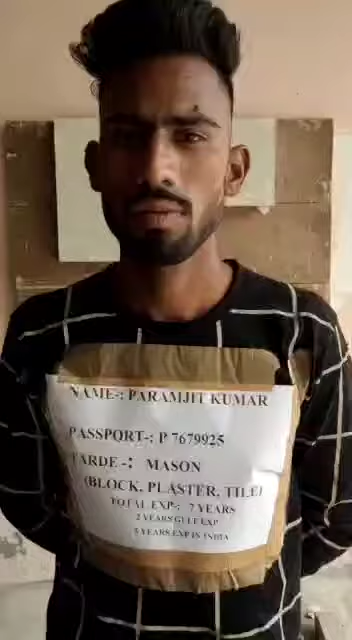 NAME-: PARAMJIT KUMAR
PASSPORT-: P 7679925
TARDE -: MASON
(BLOCK, PLASTER, TILE)
TOTAL EXP-: 7 YEARS
2 YEARS GULF EXP
5 YEARS EXP IN INDIA